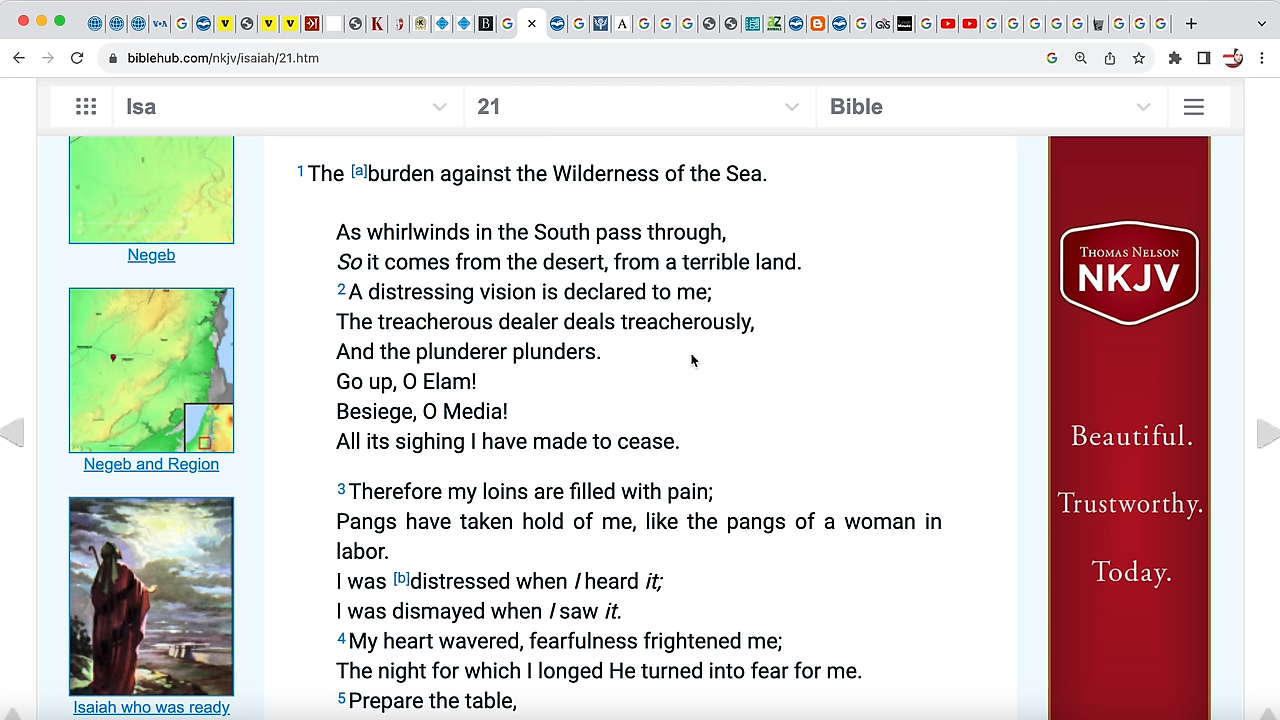 biblehub.com/nkjv/isaiah/21.htm
Isa
21
Bible
Negeb
Negeb and Region
Isaiah who was ready
1 The [a]burden against the Wilderness of the Sea.
As whirlwinds in the South pass through,
So it comes from the desert, from a terrible land.
2 A distressing vision is declared to me;
The treacherous dealer deals treacherously,
And the plunderer plunders.
Go up, O Elam!
Besiege, O Media!
All its sighing I have made to cease.
3 Therefore my loins are filled with pain;
Pangs have taken hold of me, like the pangs of a woman in
labor.
I was [b]distressed when I heard it;
I was dismayed when I saw it.
4 My heart wavered, fearfulness frightened me;
The night for which I longed He turned into fear for me.
5 Prepare the table,
THOMAS NELSON
NKJV
Beautiful.
Trustworthy.
Today.